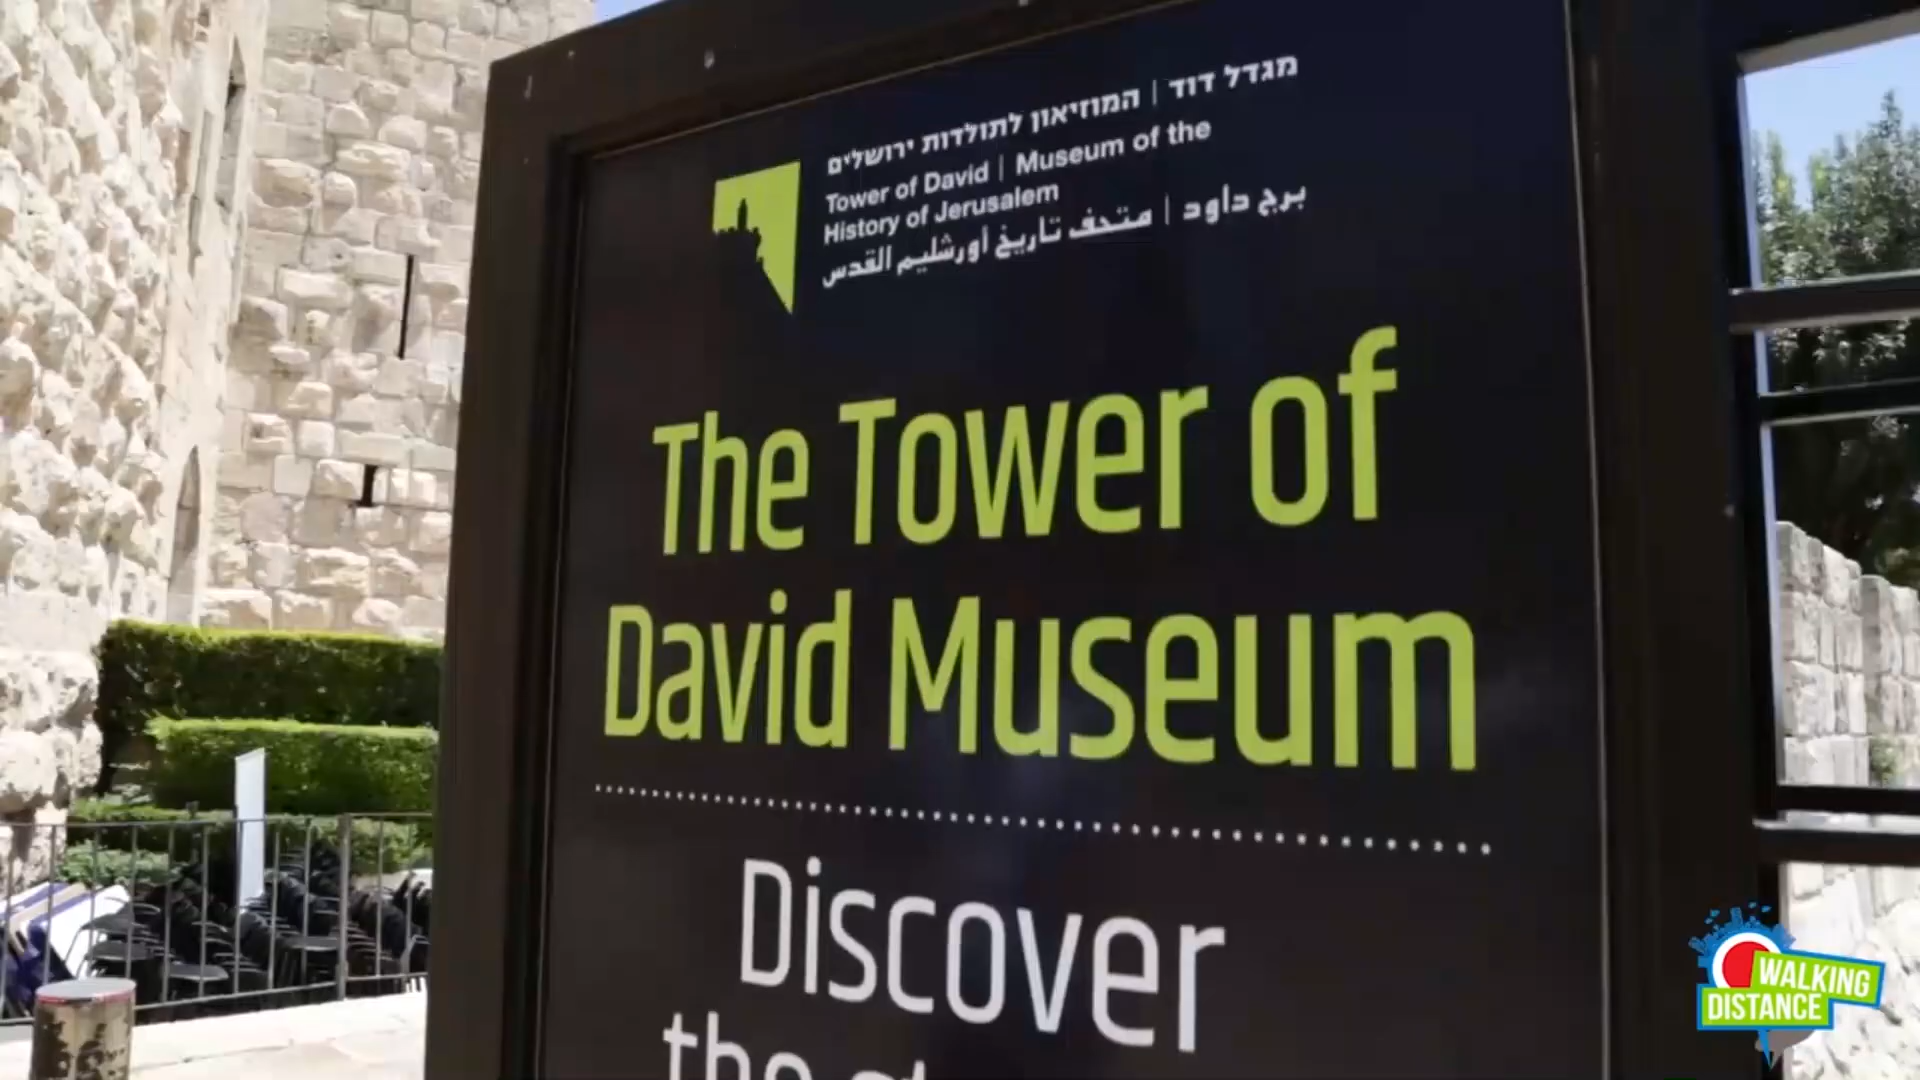 מגדל דוד | המוזיאון לתולדות ירושלים
Tower of David | Museum of the
History of Jerusalem
برج داود | متحف تاريخ أورشليم القدس
The Tower of
David Museum
Discover
the
WALKING
DISTANCE